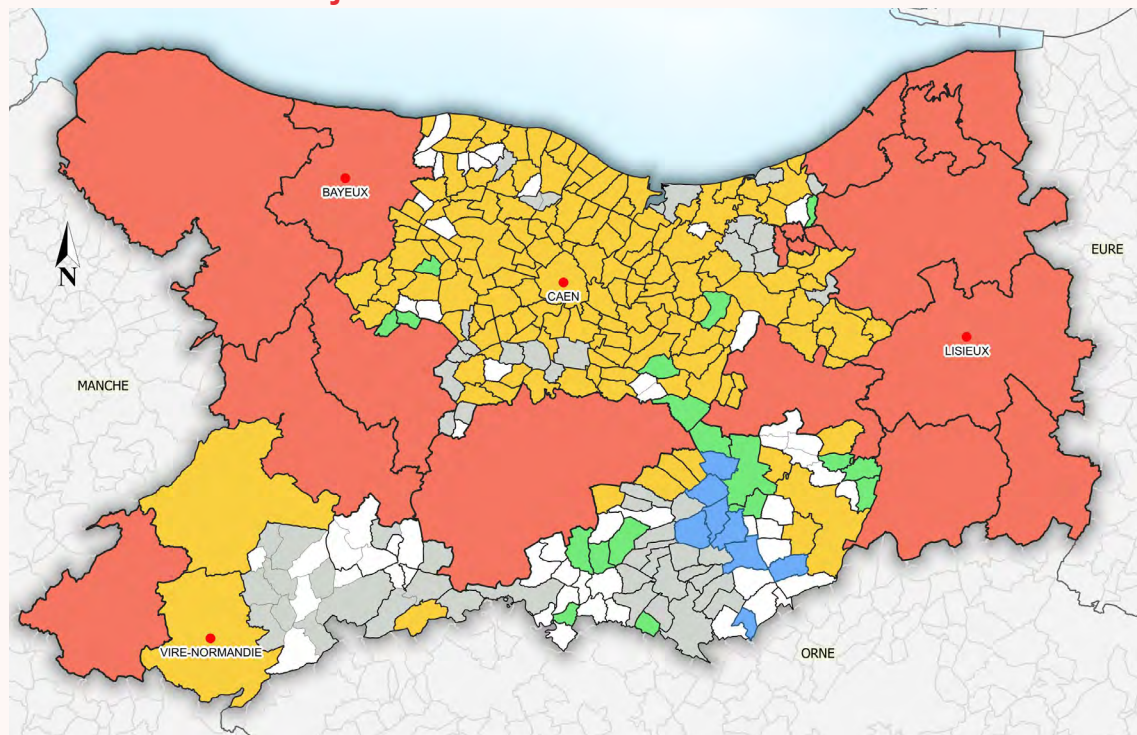 BAYEUX
EURE
N
CAEN
LISIEUX
MANCHE
VIRE-NORMANDIE
ORNE